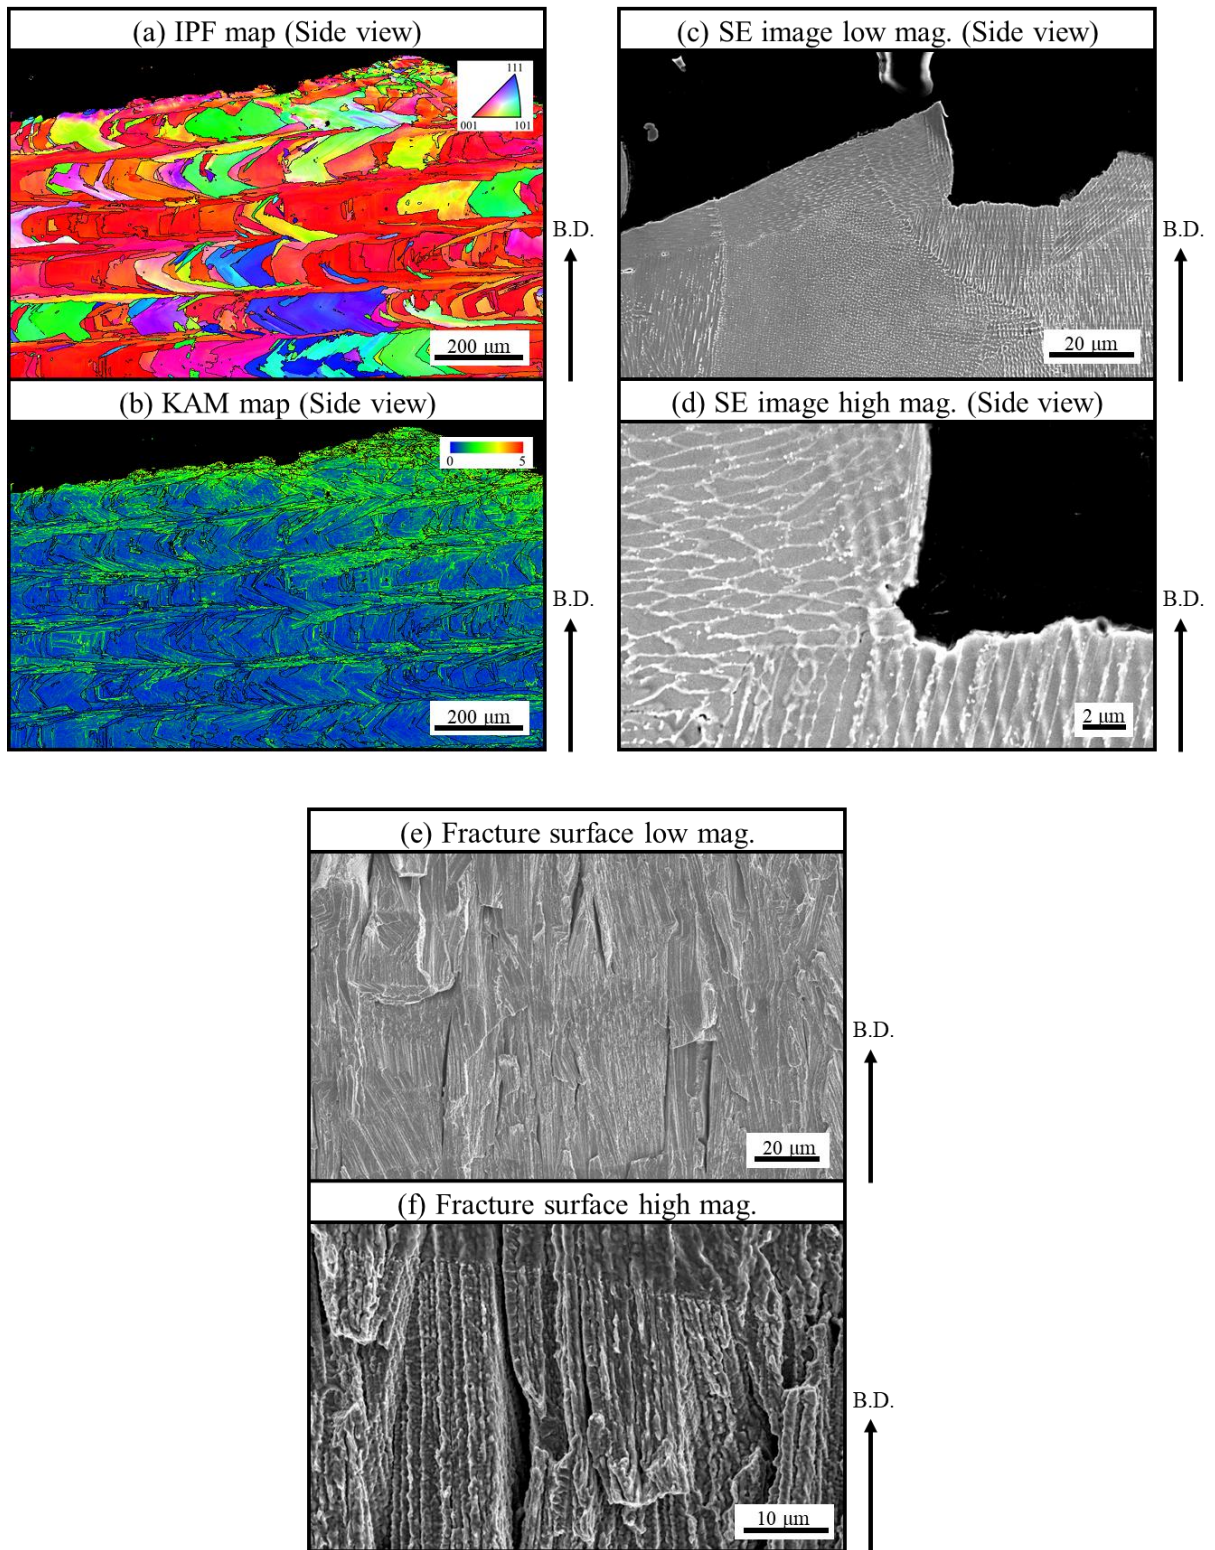 (a) IPF map (Side view)
111
001
101
200 μm
B.D.
(b) KAM map (Side view)
0
5
200 μm
B.D.
(c) SE image low mag. (Side view)
20 μm
B.D.
(d) SE image high mag. (Side view)
2 μm
B.D.
(e) Fracture surface low mag.
20 μm
B.D.
(f) Fracture surface high mag.
10 μm
B.D.